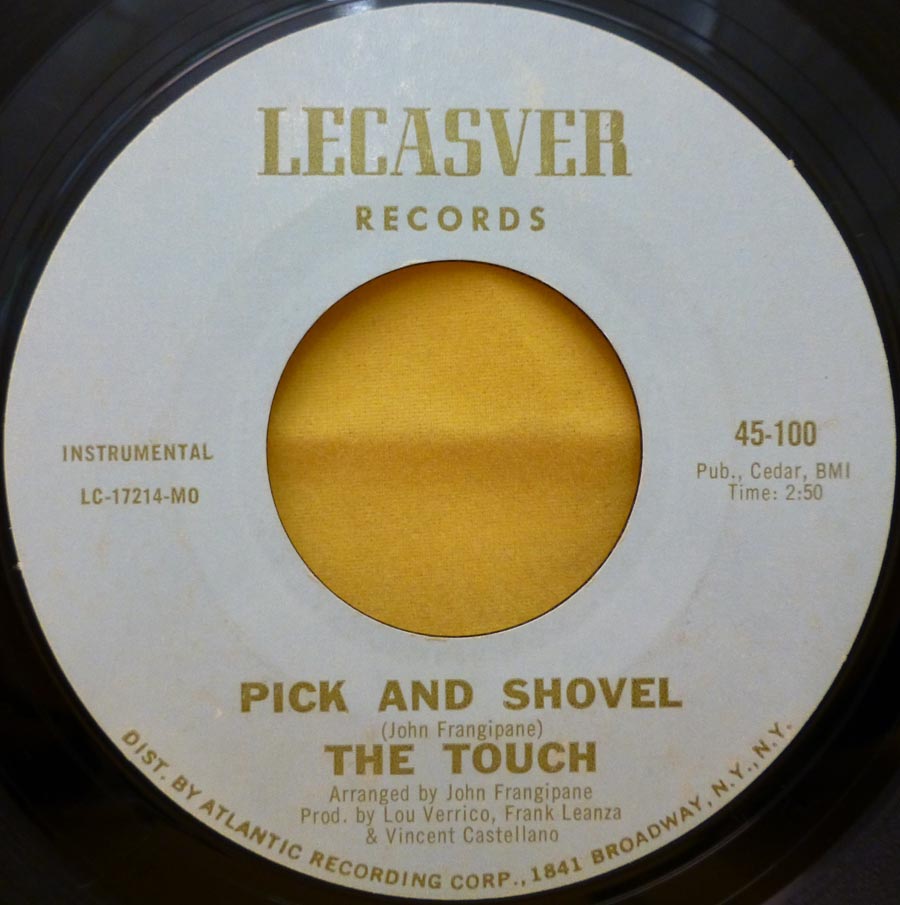 LECASVER
RECORDS
INSTRUMENTAL
LC-17214-MO
45-100
Pub., Cedar, BMI
Time: 2:50
PICK AND SHOVEL
(John Frangipane)
THE TOUCH
Arranged by John Frangipane
Prod. by Lou Verrico, Frank Leanza
& Vincent Castellano
DIST. BY ATLANTIC RECORDING CORP., 1841 BROADWAY, N.Y., N.Y.